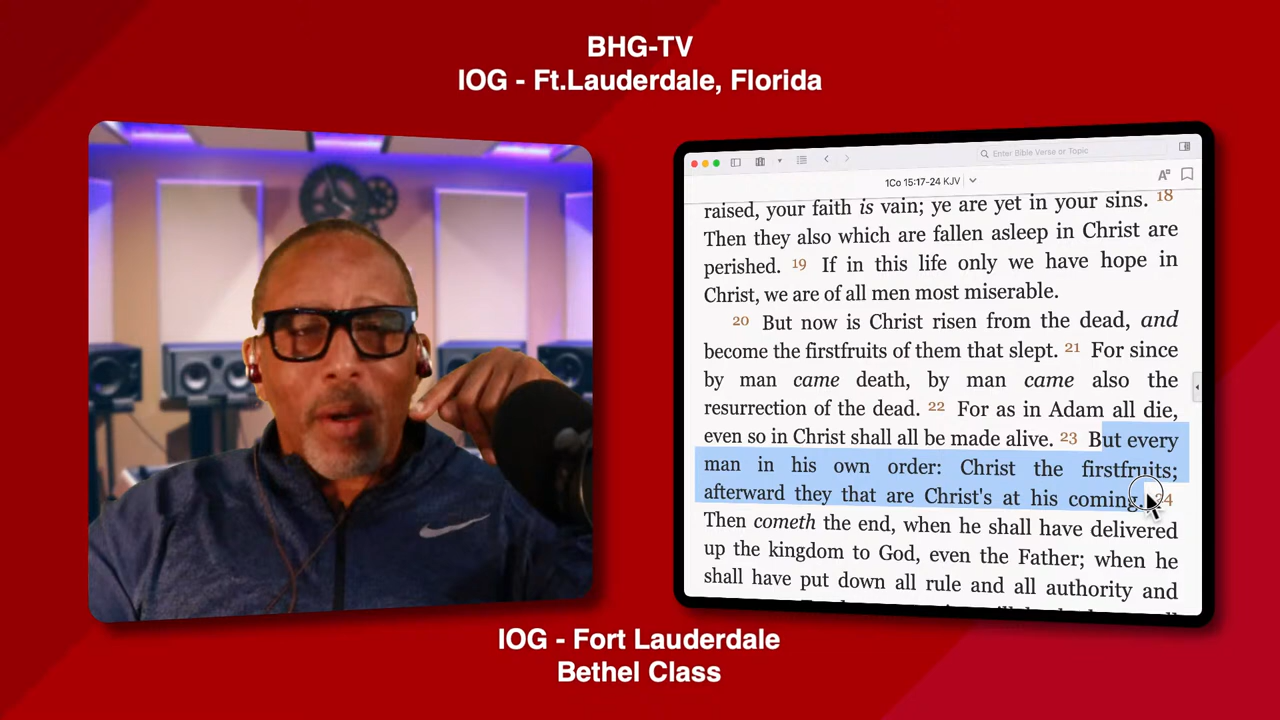 BHG-TV
IOG - Ft.Lauderdale, Florida
Enter Bible Verse or Topic
1Co 15:17-24 KJV
raised, your faith is vain; ye are yet in your sins. 18
Then they also which are fallen asleep in Christ are
perished. 19 If in this life only we have hope in
Christ, we are of all men most miserable.
20 But now is Christ risen from the dead, and
become the firstfruits of them that slept. 21 For since
by man came death, by man came also the
resurrection of the dead. 22 For as in Adam all die,
even so in Christ shall all be made alive. 23 But every
man in his own order: Christ the firstfruits;
afterward they that are Christ's at his coming. 24
Then cometh the end, when he shall have delivered
up the kingdom to God, even the Father; when he
shall have put down all rule and all authority and
IOG - Fort Lauderdale
Bethel Class